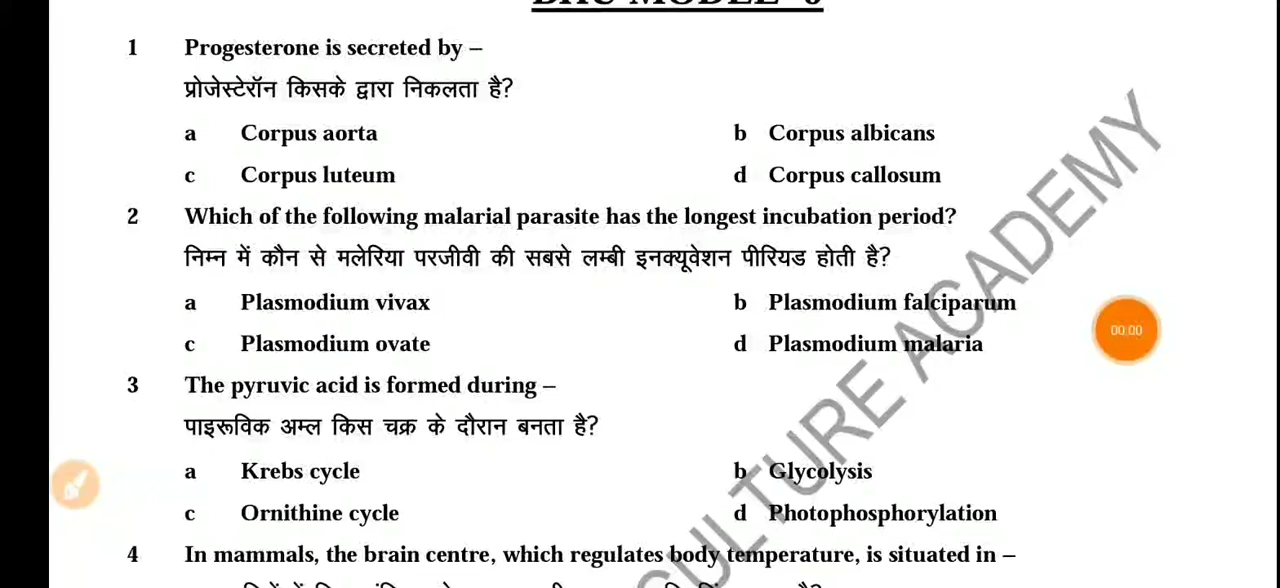 1 Progesterone is secreted by –
प्रोजेस्टेरॉन किसके द्वारा निकलता है?
a Corpus aorta b Corpus albicans
c Corpus luteum d Corpus callosum
2 Which of the following malarial parasite has the longest incubation period?
निम्न में कौन से मलेरिया परजीवी की सबसे लम्बी इनक्यूवेशन पीरियड होती है?
a Plasmodium vivax b Plasmodium falciparum
c Plasmodium ovate d Plasmodium malaria
00:00
3 The pyruvic acid is formed during –
पाइरूविक अम्ल किस चक्र के दौरान बनता है?
a Krebs cycle b Glycolysis
c Ornithine cycle d Photophosphorylation
4 In mammals, the brain centre, which regulates body temperature, is situated in –
CULTURE ACADEMY